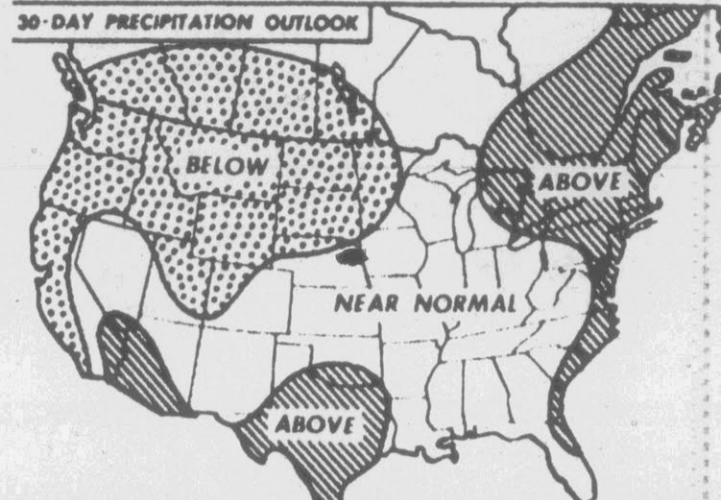 30-DAY PRECIPITATION OUTLOOK
BELOW
ABOVE
NEAR NORMAL
ABOVE